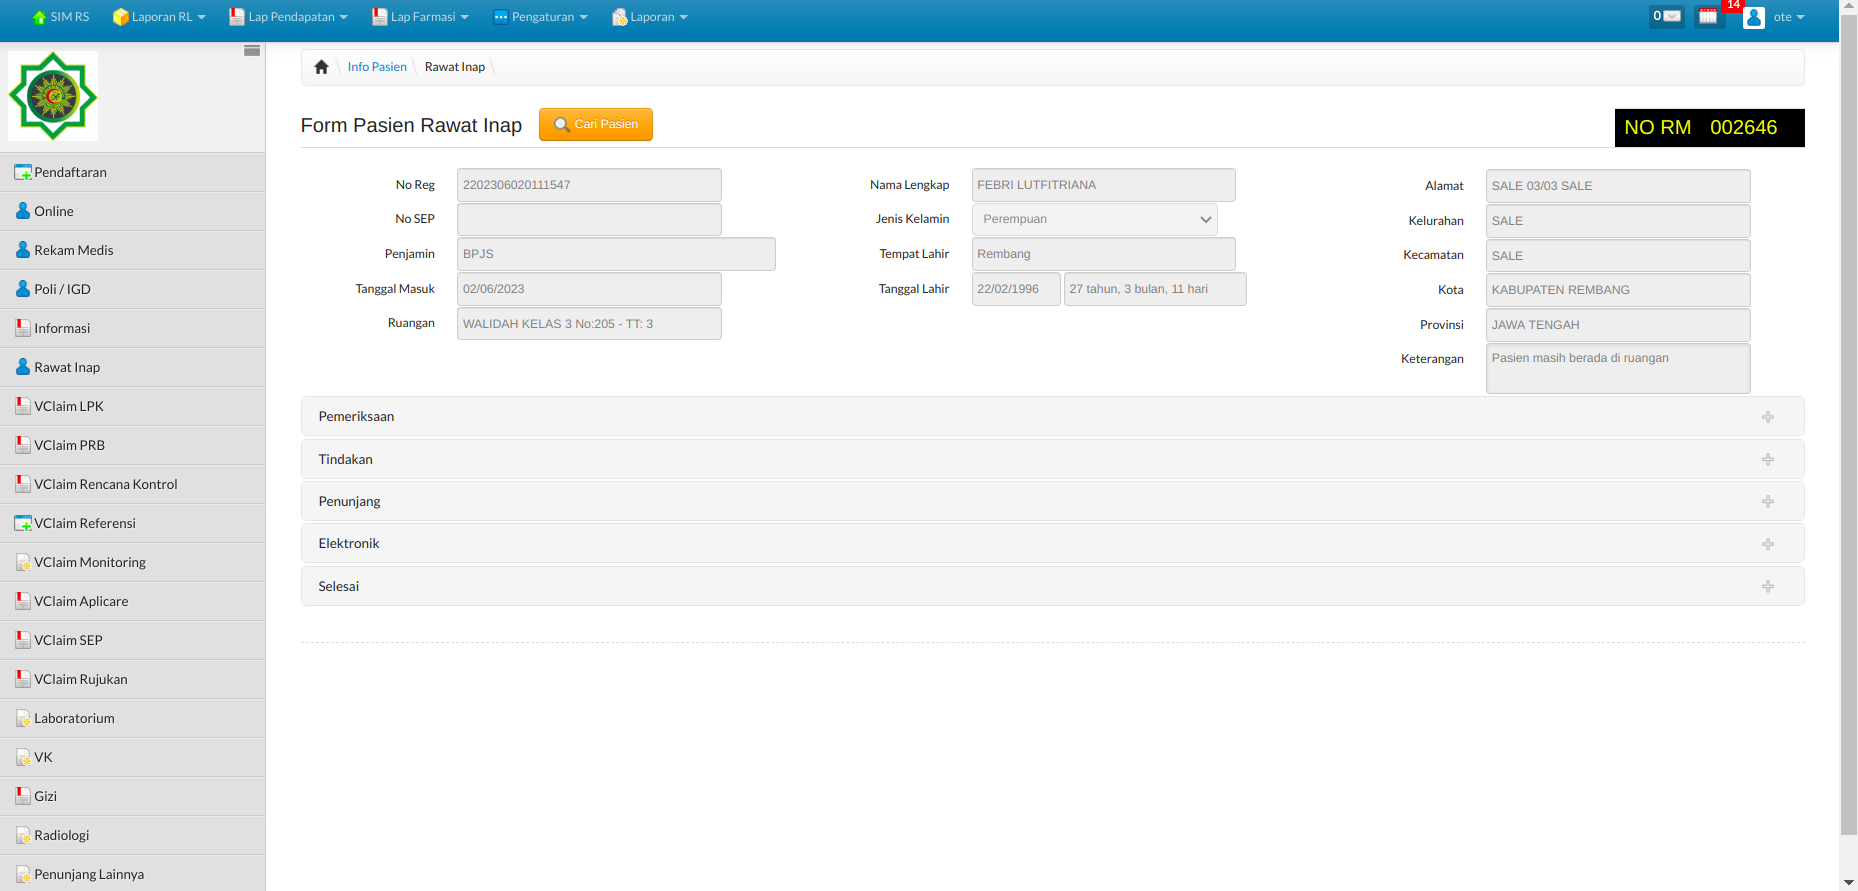 SIM RS
Laporan RL
Lap Pendapatan
Lap Farmasi
Pengaturan
Laporan
0
14
ote
Info Pasien
Rawat Inap
Form Pasien Rawat Inap
Cari Pasien
NO RM 002646
Pendaftaran
Online
Rekam Medis
Poli / IGD
Informasi
Rawat Inap
VClaim LPK
VClaim PRB
VClaim Rencana Kontrol
VClaim Referensi
VClaim Monitoring
VClaim Aplicare
VClaim SEP
VClaim Rujukan
Laboratorium
VK
Gizi
Radiologi
Penunjang Lainnya
No Reg 2202306020111547
No SEP
Penjamin BPJS
Tanggal Masuk 02/06/2023
Ruangan WALIDAH KELAS 3 No:205 - TT: 3
Nama Lengkap FEBRI LUTFITRIANA
Jenis Kelamin Perempuan
Tempat Lahir Rembang
Tanggal Lahir 22/02/1996 27 tahun, 3 bulan, 11 hari
Alamat SALE 03/03 SALE
Kelurahan SALE
Kecamatan SALE
Kota KABUPATEN REMBANG
Provinsi JAWA TENGAH
Keterangan Pasien masih berada di ruangan
Pemeriksaan
Tindakan
Penunjang
Elektronik
Selesai